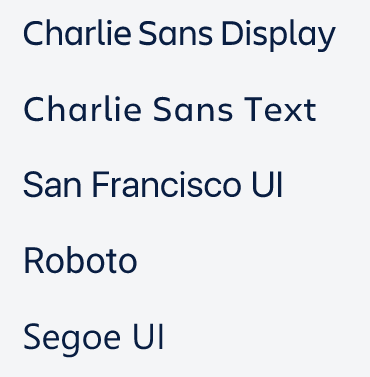 Charlie Sans Display
Charlie Sans Text
San Francisco UI
Roboto
Segoe UI